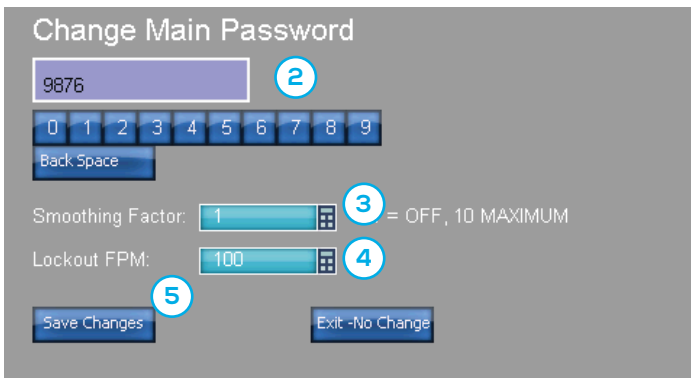 Change Main Password
9876
2
0 1 2 3 4 5 6 7 8 9
Back Space
Smoothing Factor: 1 3 = OFF, 10 MAXIMUM
Lockout FPM: 100 4
5
Save Changes Exit -No Change